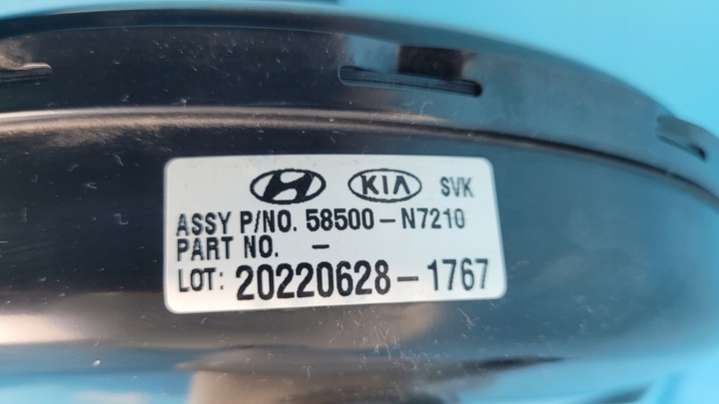 KIA SVK
ASSY P/NO. 58500-N7210
PART NO. -
LOT: 20220628-1767